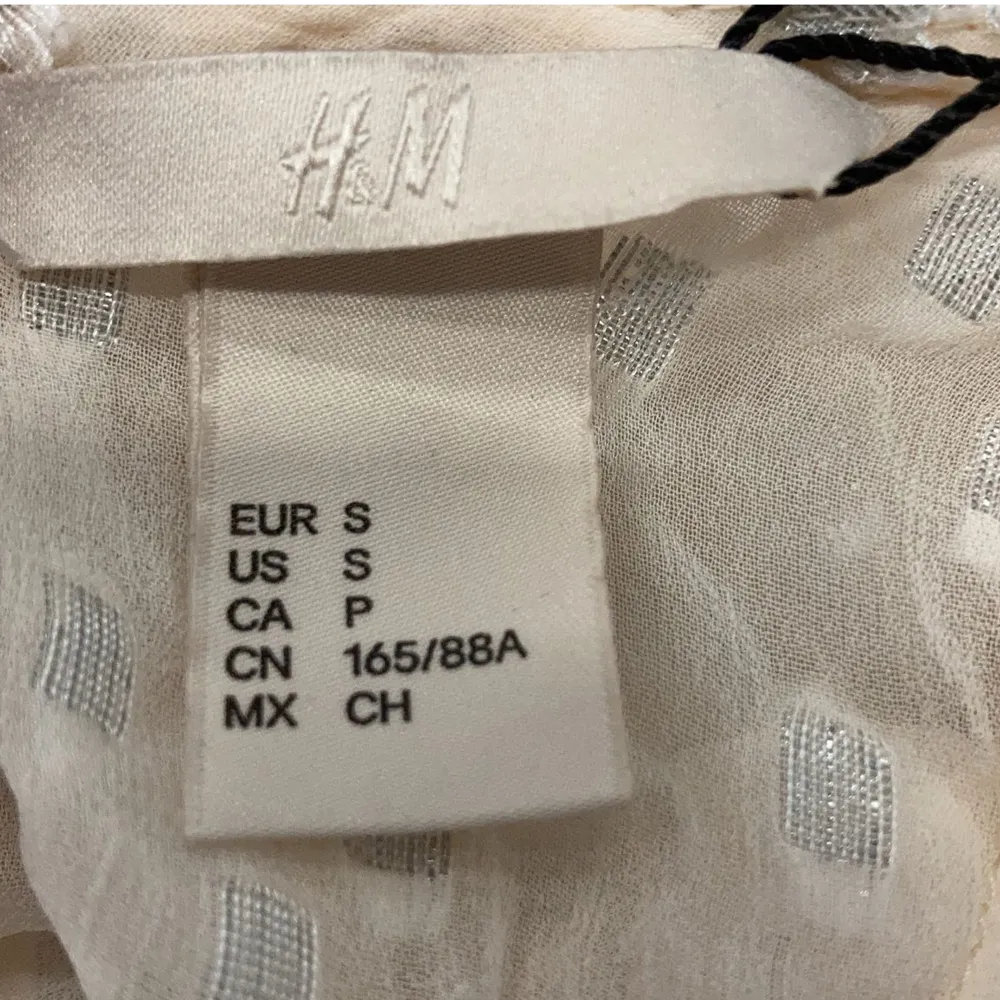 H&M
EUR S
US S
CA P
CN 165/88A
MX CH